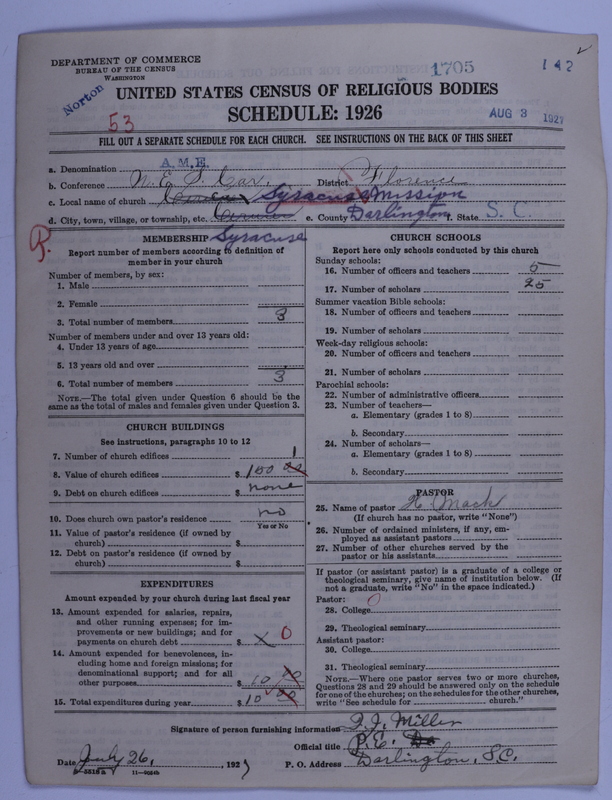 DEPARTMENT OF COMMERCE
BUREAU OF THE CENSUS
WASHINGTON
1705
142
Norton
UNITED STATES CENSUS OF RELIGIOUS BODIES
53
SCHEDULE: 1926
AUG 3 1927
FILL OUT A SEPARATE SCHEDULE FOR EACH CHURCH. SEE INSTRUCTIONS ON THE BACK OF THIS SHEET
a. Denomination A.M.E.
b. Conference N.E. S. Car. District Florence
c. Local name of church Syracuse Mission
d. City, town, village, or township, etc. e. County Darlington f. State S. C.
Syracuse
R.
MEMBERSHIP
Report number of members according to definition of member in your church
Number of members, by sex:
1. Male
2. Female
3. Total number of members 3
Number of members under and over 13 years old:
4. Under 13 years of age
5. 13 years old and over
6. Total number of members 3
NOTE.—The total given under Question 6 should be the same as the total of males and females given under Question 3.
CHURCH BUILDINGS
See instructions, paragraphs 10 to 12
7. Number of church edifices 1
8. Value of church edifices $ 150 00
9. Debt on church edifices $ none
10. Does church own pastor's residence no
Yes or No
11. Value of pastor's residence (if owned by church) $
12. Debt on pastor's residence (if owned by church) $
EXPENDITURES
Amount expended by your church during last fiscal year
13. Amount expended for salaries, repairs, and other running expenses; for improvements or new buildings; and for payments on church debt $ x 0
14. Amount expended for benevolences, including home and foreign missions; for denominational support; and for all other purposes $ 10 00
15. Total expenditures during year $ 10 00
CHURCH SCHOOLS
Report here only schools conducted by this church
Sunday schools:
16. Number of officers and teachers 5
17. Number of scholars 25
Summer vacation Bible schools:
18. Number of officers and teachers
19. Number of scholars
Week-day religious schools:
20. Number of officers and teachers
21. Number of scholars
Parochial schools:
22. Number of administrative officers
23. Number of teachers—
a. Elementary (grades 1 to 8)
b. Secondary
24. Number of scholars—
a. Elementary (grades 1 to 8)
b. Secondary
PASTOR
25. Name of pastor H. Mack
(If church has no pastor, write "None")
26. Number of ordained ministers, if any, employed as assistant pastors
27. Number of other churches served by the pastor or his assistants
If pastor (or assistant pastor) is a graduate of a college or theological seminary, give name of institution below. (If not a graduate, write "No" in the space indicated.)
Pastor: 0
28. College
29. Theological seminary
Assistant pastor:
30. College
31. Theological seminary
NOTE.—Where one pastor serves two or more churches, Questions 28 and 29 should be answered only on the schedule for one of the churches; on the schedules for the other churches, write "See schedule for church."
Signature of person furnishing information J. J. Miller
Official title P. E.
Date July 26, 1927 P. O. Address Darlington, S.C.
11—9064b